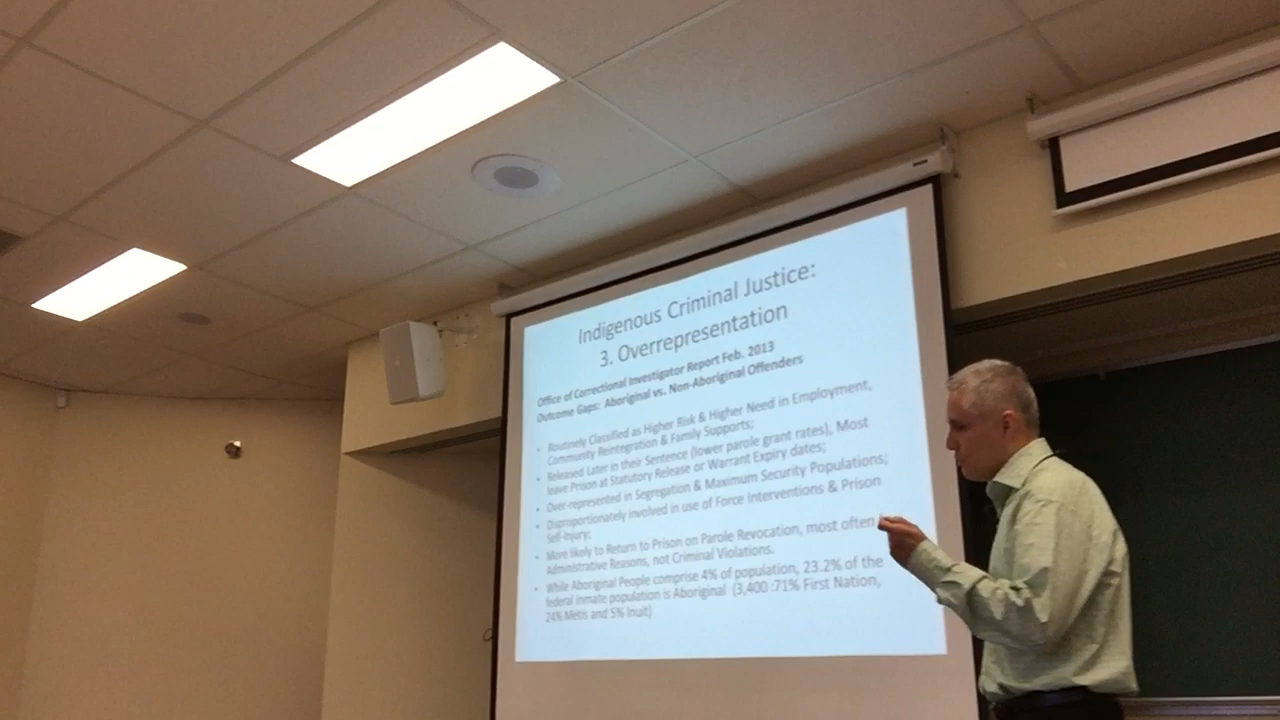 Indigenous Criminal Justice:
3. Overrepresentation
Office of Correctional Investigator Report Feb. 2013
Outcome Gaps: Aboriginal vs. Non-Aboriginal Offenders
• Routinely Classified as Higher Risk & Higher Need in Employment,
Community Reintegration & Family Supports;
• Released Later in their Sentence (lower parole grant rates), Most
leave Prison at Statutory Release or Warrant Expiry dates;
• Over-represented in Segregation & Maximum Security Populations;
• Disproportionately involved in use of Force Interventions & Prison
Self-Injury;
• More likely to Return to Prison on Parole Revocation, most often
Administrative Reasons, not Criminal Violations.
• While Aboriginal People comprise 4% of population, 23.2% of the
federal inmate population is Aboriginal (3,400 :71% First Nation,
24% Métis and 5% Inuit)